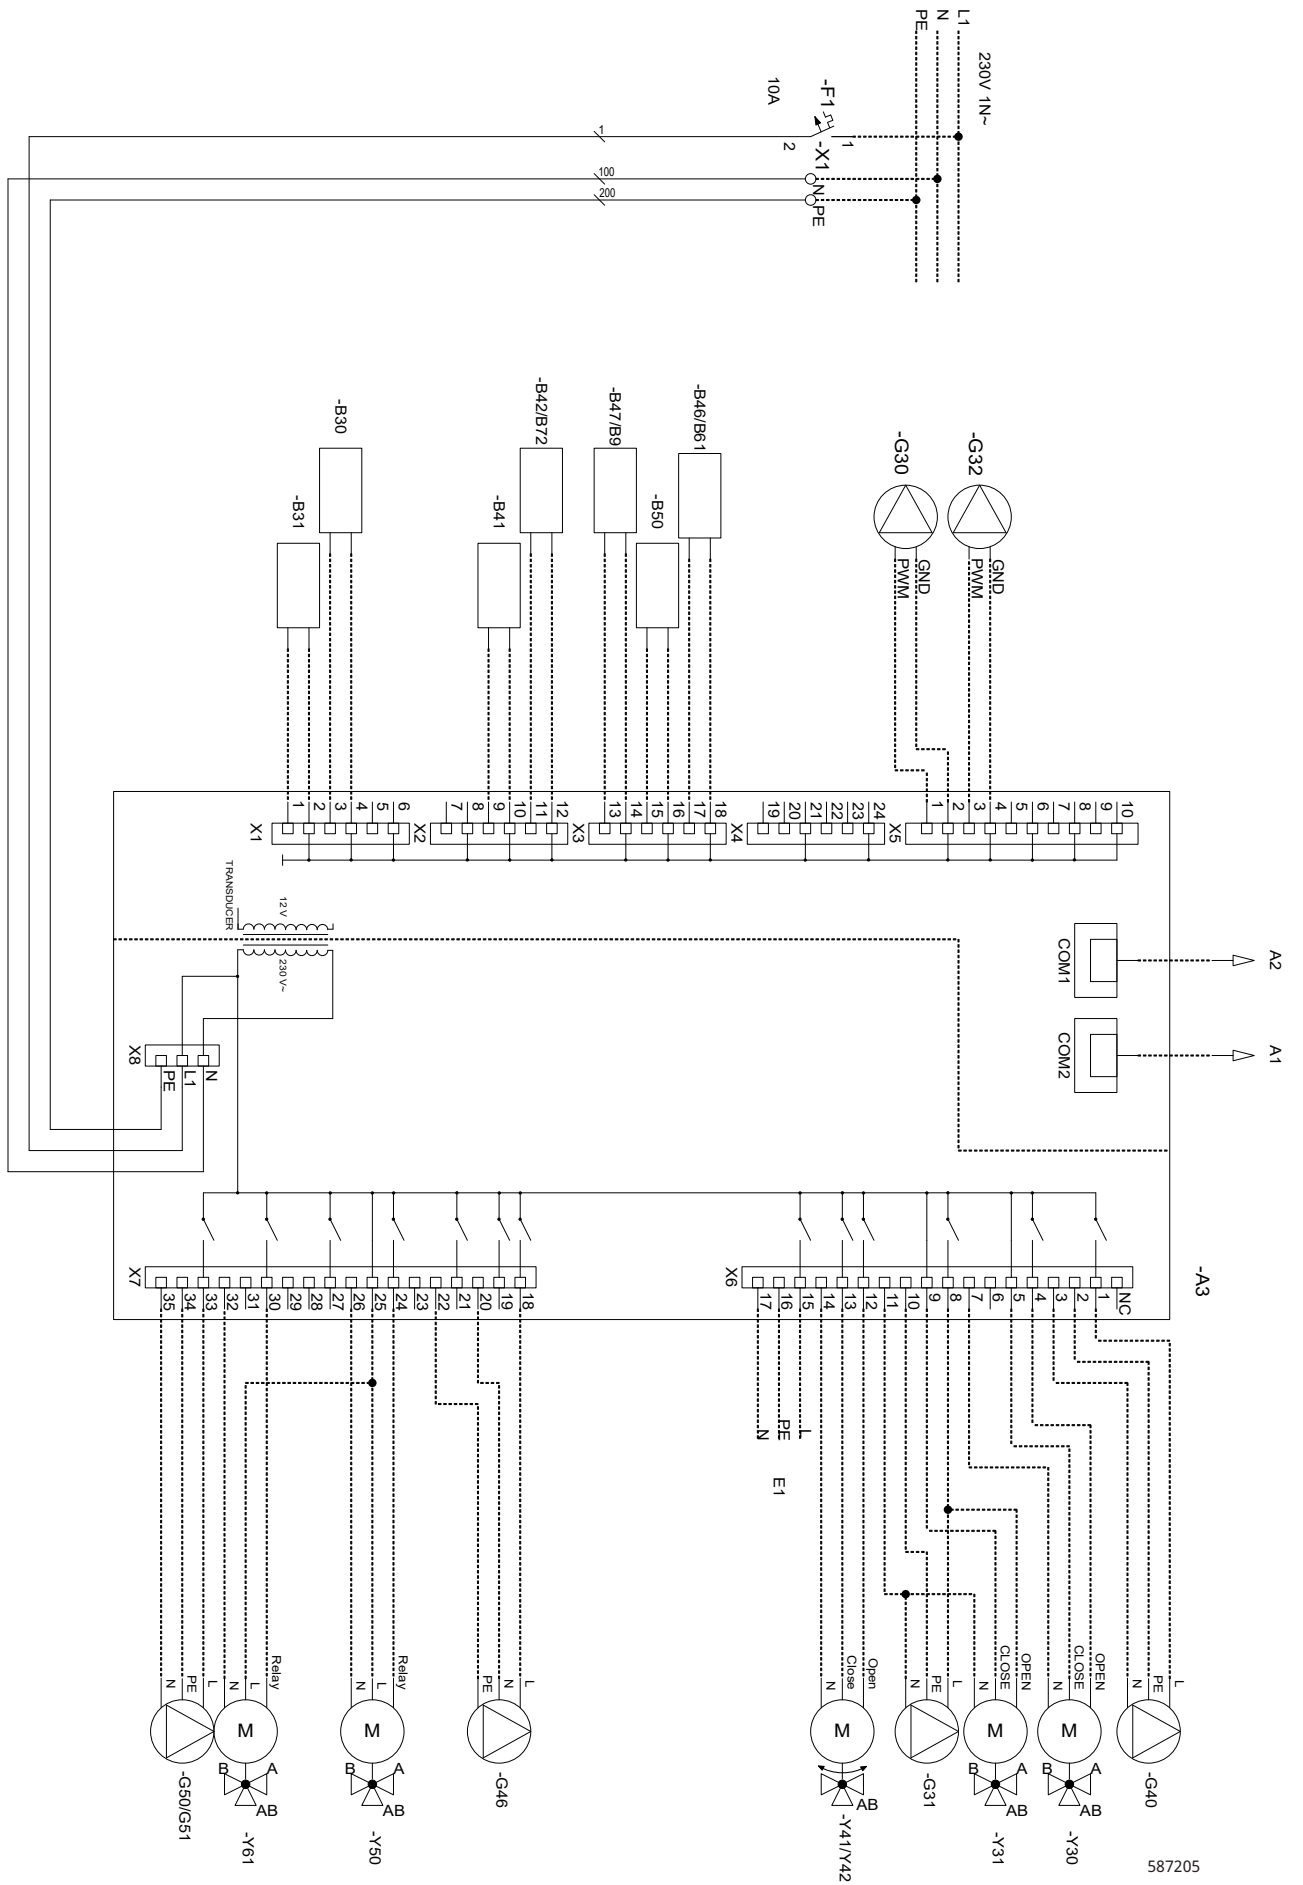 L1
N
PE
230V 1N~
-F1
10A
1
2
-X1
N
PE
1
100
200
-B30
-B31
-B42/B72
-B41
-B47/B9
-B50
-B46/B61
-G30
-G32
PWM
GND
PWM
GND
1
2
3
4
5
6
X1
7
8
9
10
11
12
X2
13
14
15
16
17
18
X3
19
20
21
22
23
24
X4
1
2
3
4
5
6
7
8
9
10
X5
TRANSDUCER
12 V
230 V~
COM1
A2
COM2
A1
X8
PE
L1
N
-A3
X7
35
34
33
32
31
30
29
28
27
26
25
24
23
22
21
20
19
18
X6
17
16
15
14
13
12
11
10
9
8
7
6
5
4
3
2
1
NC
N
PE
L
E1
N
PE
L
N
L
Relay
N
L
Relay
PE
N
L
N
Close
Open
N
PE
L
N
CLOSE
OPEN
N
CLOSE
OPEN
N
PE
L
M
M
M
M
M
B
A
AB
B
A
AB
AB
B
A
AB
B
A
AB
-G50/G51
-Y61
-Y50
-G46
-Y41/Y42
-G31
-Y31
-Y30
-G40
587205